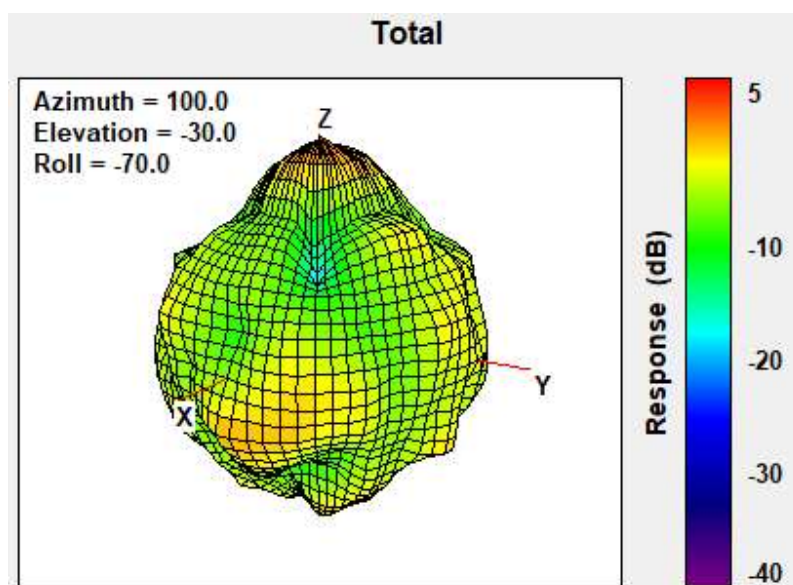 Total
Azimuth = 100.0
Elevation = -30.0
Roll = -70.0
Z
X
Y
Response (dB)
5
-10
-20
-30
-40